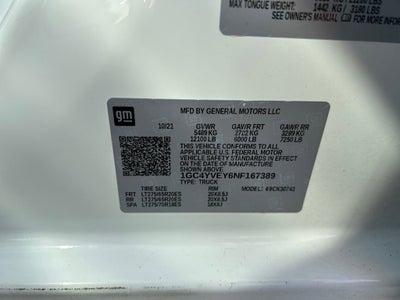 MAX TONGUE WEIGHT:
1442 KG / 3180 LBS
SEE OWNER'S MANUAL FOR MORE INFOR
gm
MFD BY GENERAL MOTORS LLC
10/21 GVWR GAWR FRT GAWR RR
5489 KG 2722 KG 3289 KG
12100 LB 6000 LB 7250 LB
THIS VEHICLE CONFORMS TO ALL APPLICABLE
U.S. FEDERAL MOTOR VEHICLE
SAFETY STANDARDS IN EFFECT ON
THE DATE OF MANUFACTURE SHOWN ABOVE.
1GC4YVEY6NF167389
TYPE: TRUCK
TIRE SIZE RIM
FRT LT275/65R20ES 20X8.5J
RR LT275/65R20ES 20X8.5J
SPA LT275/70R18ES 18X8J